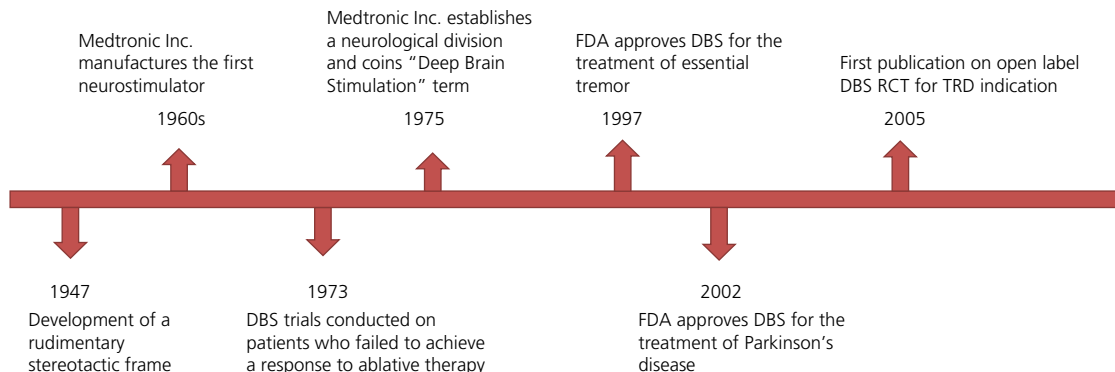 Medtronic Inc.
manufactures the first
neurostimulator
1960s
Medtronic Inc. establishes
a neurological division
and coins “Deep Brain
Stimulation” term
1975
FDA approves DBS for the
treatment of essential
tremor
1997
First publication on open label
DBS RCT for TRD indication
2005
1947
Development of a
rudimentary
stereotactic frame
1973
DBS trials conducted on
patients who failed to achieve
a response to ablative therapy
2002
FDA approves DBS for the
treatment of Parkinson’s
disease